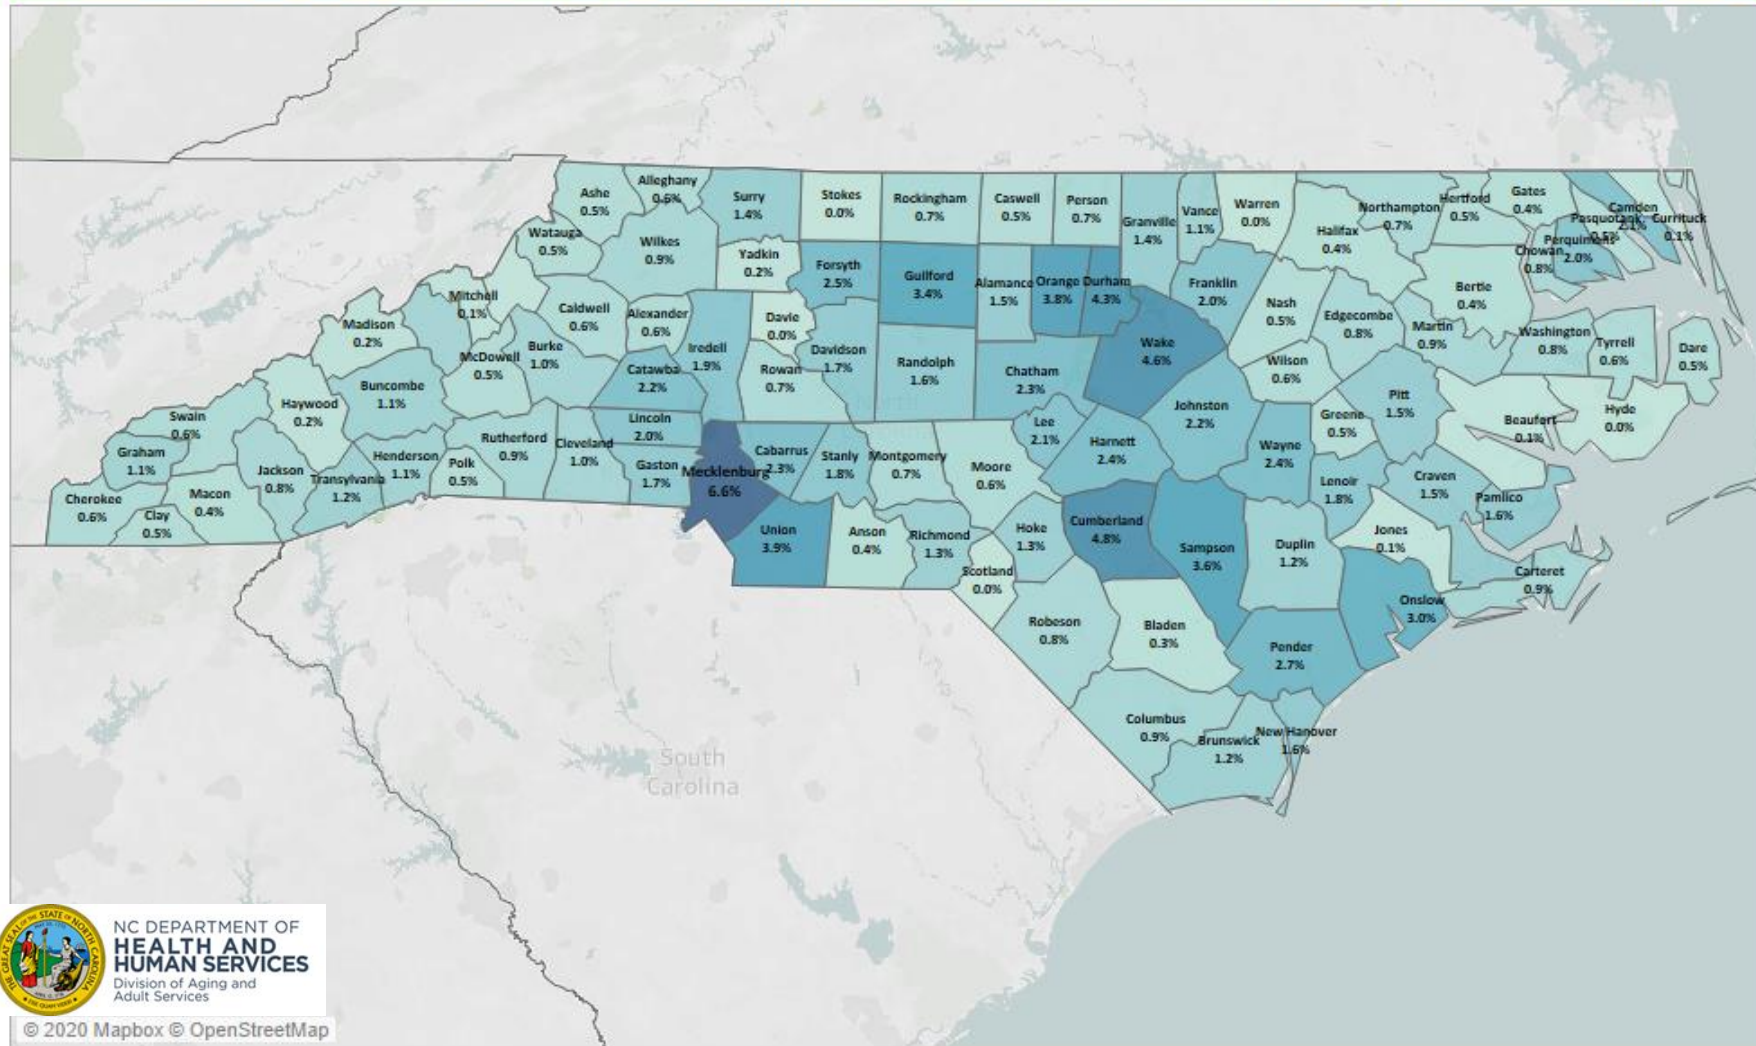 Ashe
0.5%
Alleghany
0.6%
Surry
1.4%
Stokes
0.0%
Rockingham
0.7%
Caswell
0.5%
Person
0.7%
Granville
1.4%
Vance
1.1%
Warren
0.0%
Halifax
0.4%
Northampton
0.7%
Hertford
0.5%
Gates
0.4%
Camden
2.1%
Pasquotank
0.5%
Currituck
0.1%
Perquimans
2.0%
Chowan
0.8%
Watauga
0.5%
Wilkes
0.9%
Yadkin
0.2%
Forsyth
2.5%
Guilford
3.4%
Alamance
1.5%
Orange
3.8%
Durham
4.3%
Franklin
2.0%
Nash
0.5%
Edgecombe
0.8%
Bertie
0.4%
Martin
0.9%
Washington
0.8%
Tyrrell
0.6%
Dare
0.5%
Mitchell
0.1%
Madison
0.2%
Caldwell
0.6%
Alexander
0.6%
Davie
0.0%
Iredell
1.9%
Davidson
1.7%
Randolph
1.6%
Chatham
2.3%
Wake
4.6%
Wilson
0.6%
McDowell
0.5%
Burke
1.0%
Catawba
2.2%
Rowan
0.7%
Buncombe
1.1%
Haywood
0.2%
Swain
0.6%
Graham
1.1%
Lincoln
2.0%
Lee
2.1%
Johnston
2.2%
Greene
0.5%
Pitt
1.5%
Beaufort
0.1%
Hyde
0.0%
Cherokee
0.6%
Clay
0.5%
Macon
0.4%
Jackson
0.8%
Transylvania
1.2%
Henderson
1.1%
Polk
0.5%
Rutherford
0.9%
Cleveland
1.0%
Gaston
1.7%
Mecklenburg
6.6%
Cabarrus
2.3%
Stanly
1.8%
Montgomery
0.7%
Moore
0.6%
Harnett
2.4%
Wayne
2.4%
Lenoir
1.8%
Craven
1.5%
Pamlico
1.6%
Union
3.9%
Anson
0.4%
Richmond
1.3%
Hoke
1.3%
Scotland
0.0%
Cumberland
4.8%
Sampson
3.6%
Duplin
1.2%
Jones
0.1%
Carteret
0.9%
Onslow
3.0%
Robeson
0.8%
Bladen
0.3%
Pender
2.7%
Columbus
0.9%
Brunswick
1.2%
New Hanover
1.6%
South
Carolina
NC DEPARTMENT OF
HEALTH AND
HUMAN SERVICES
Division of Aging and
Adult Services
© 2020 Mapbox © OpenStreetMap